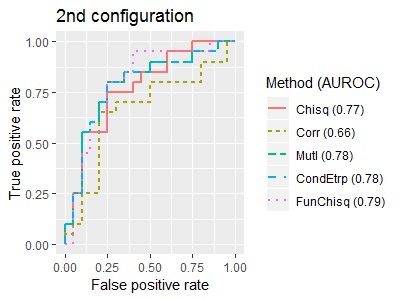 2nd configuration
True positive rate
1.00
0.75
0.50
0.25
0.00
0.00 0.25 0.50 0.75 1.00
False positive rate
Method (AUROC)
Chisq (0.77)
Corr (0.66)
MutI (0.78)
CondEtrp (0.78)
FunChisq (0.79)